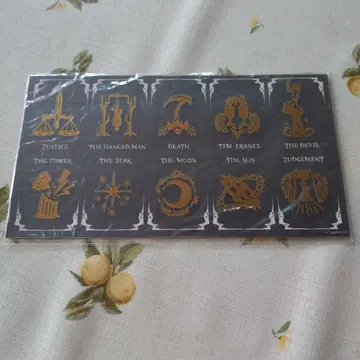 JUSTICE
THE HANGED MAN
DEATH
TEMPERANCE
THE DEVIL
THE TOWER
THE STAR
THE MOON
THE SUN
JUDGEMENT